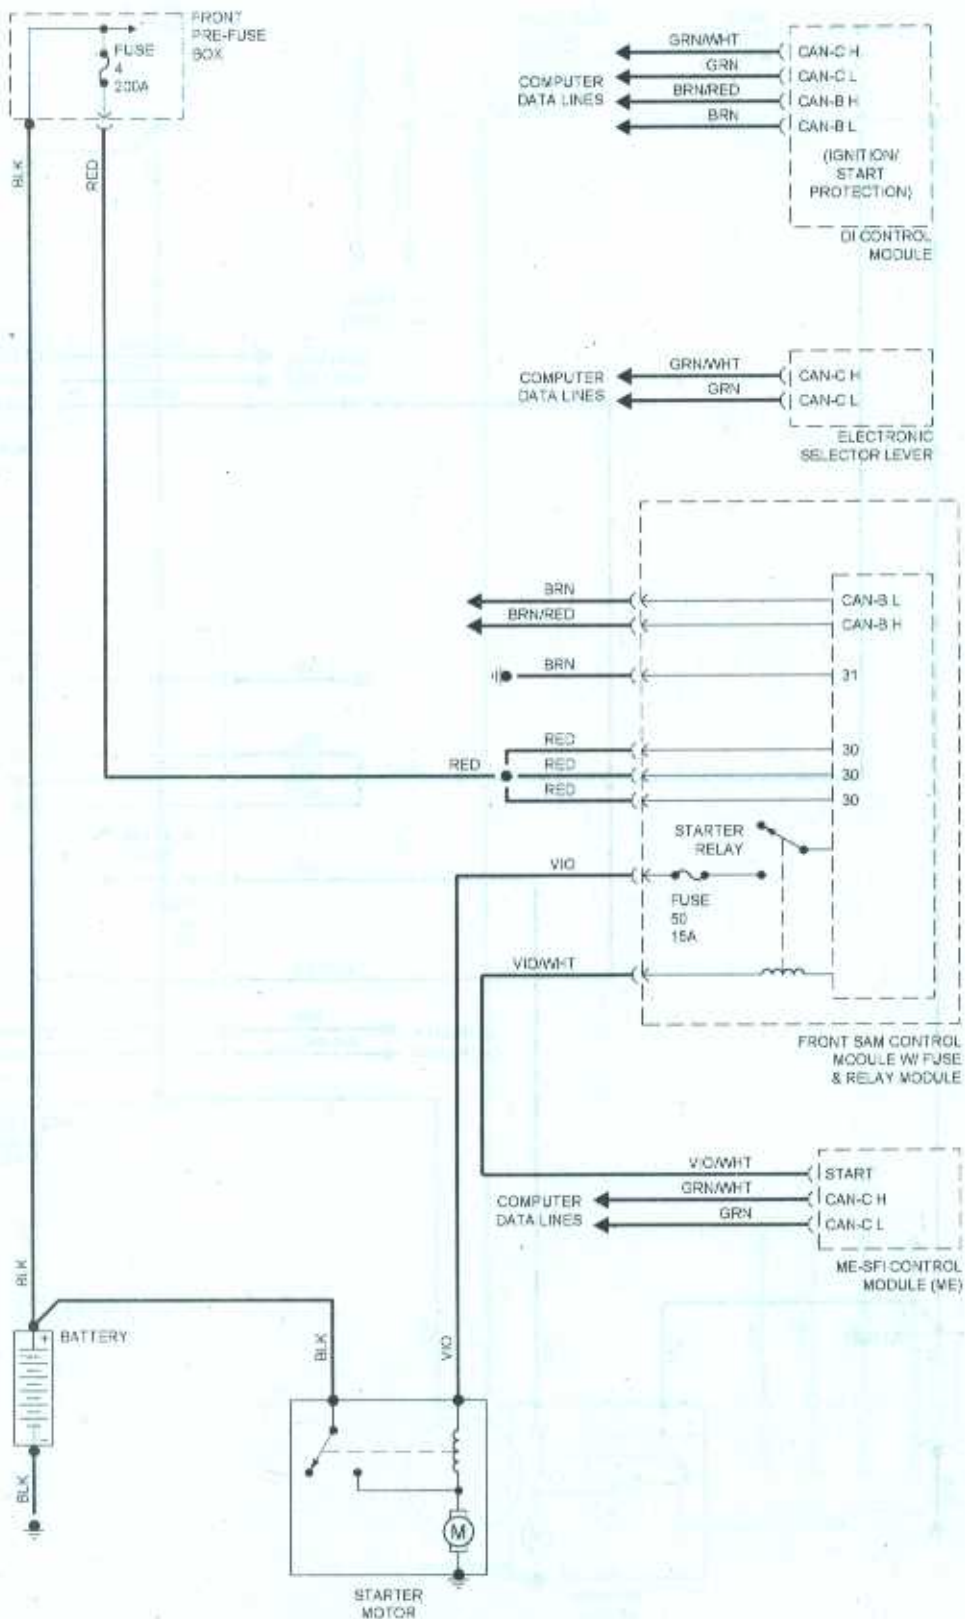 FRONT
PRE-FUSE
BOX
FUSE
4
200A
BLK
RED
GRN/WHT
CAN-C H
GRN
CAN-C L
COMPUTER
DATA LINES
BRN/RED
CAN-B H
BRN
CAN-B L
(IGNITION/
START
PROTECTION)
DI CONTROL
MODULE
GRN/WHT
CAN-C H
COMPUTER
DATA LINES
GRN
CAN-C L
ELECTRONIC
SELECTOR LEVER
BRN
CAN-B L
BRN/RED
CAN-B H
BRN
31
RED
30
RED
RED
30
RED
30
STARTER
RELAY
VIO
FUSE
50
15A
VIO/WHT
FRONT SAM CONTROL
MODULE W/ FUSE
& RELAY MODULE
VIO/WHT
START
GRN/WHT
CAN-C H
COMPUTER
DATA LINES
GRN
CAN-C L
ME-SFI CONTROL
MODULE (ME)
BLK
+
BATTERY
-
BLK
VIO
BLK
M
STARTER
MOTOR